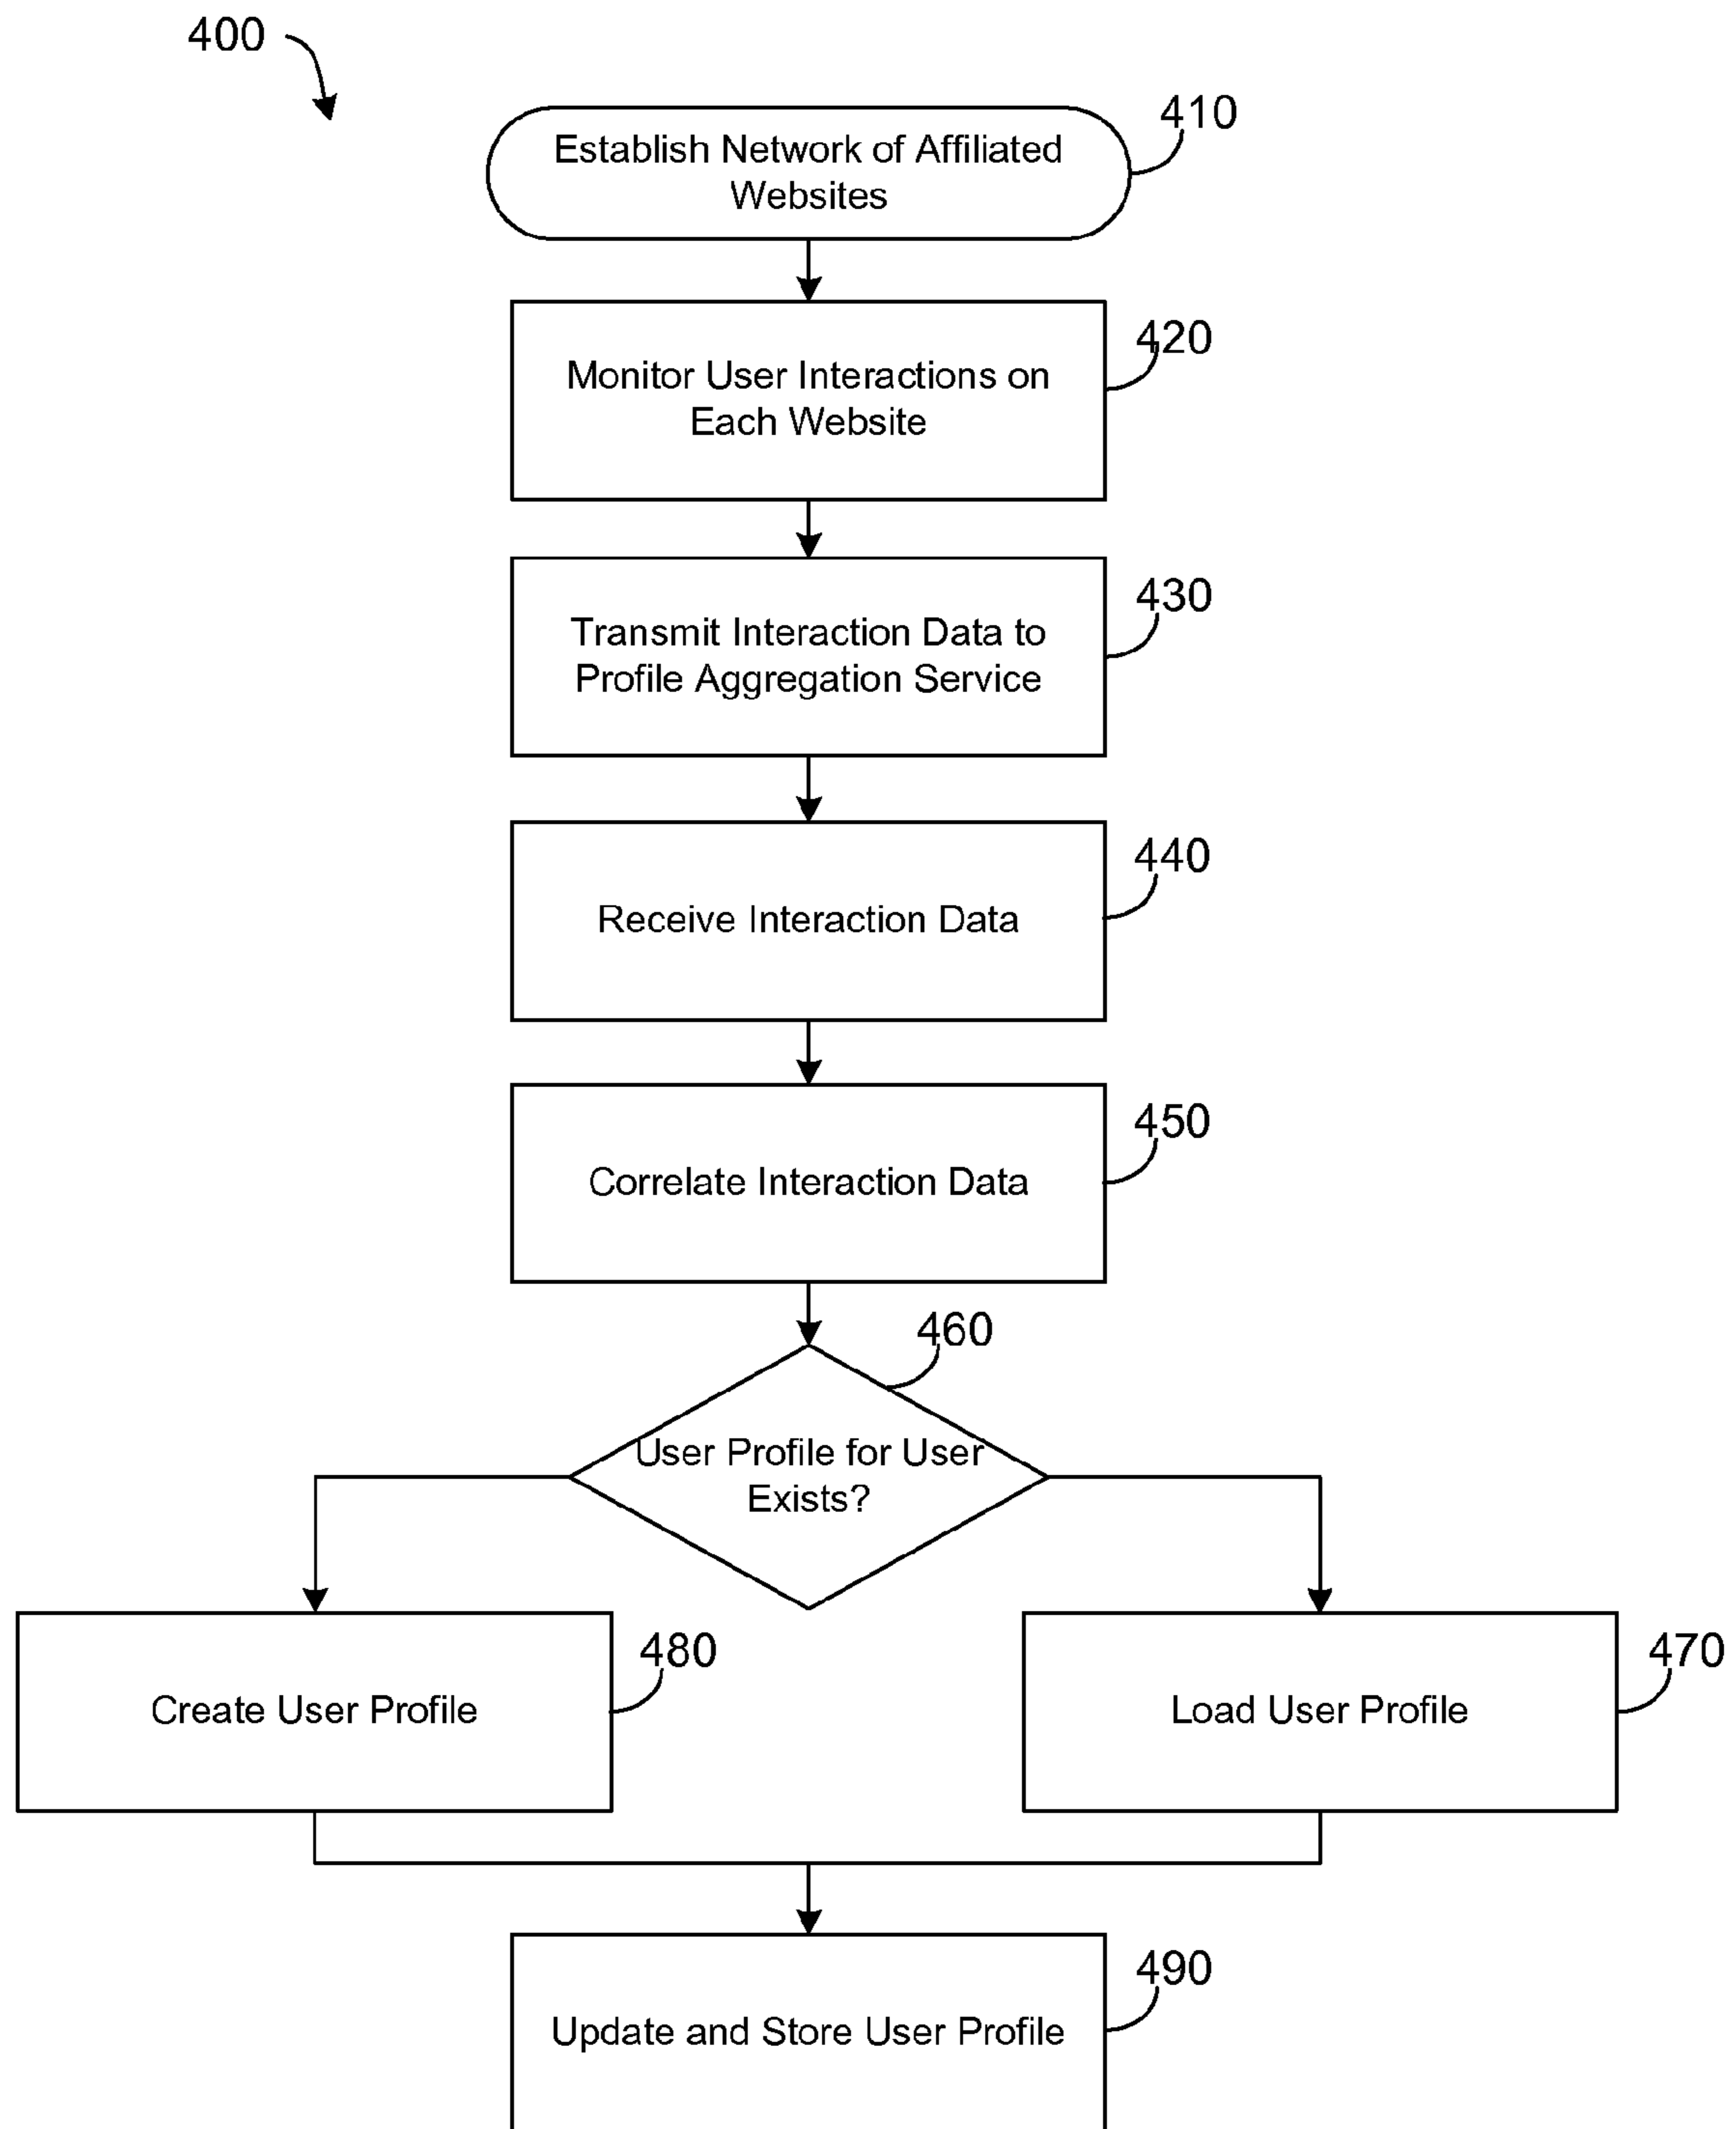 400
410
Establish Network of Affiliated
Websites
420
Monitor User Interactions on
Each Website
430
Transmit Interaction Data to
Profile Aggregation Service
440
Receive Interaction Data
450
Correlate Interaction Data
460
User Profile for User
Exists?
480
Create User Profile
470
Load User Profile
490
Update and Store User Profile